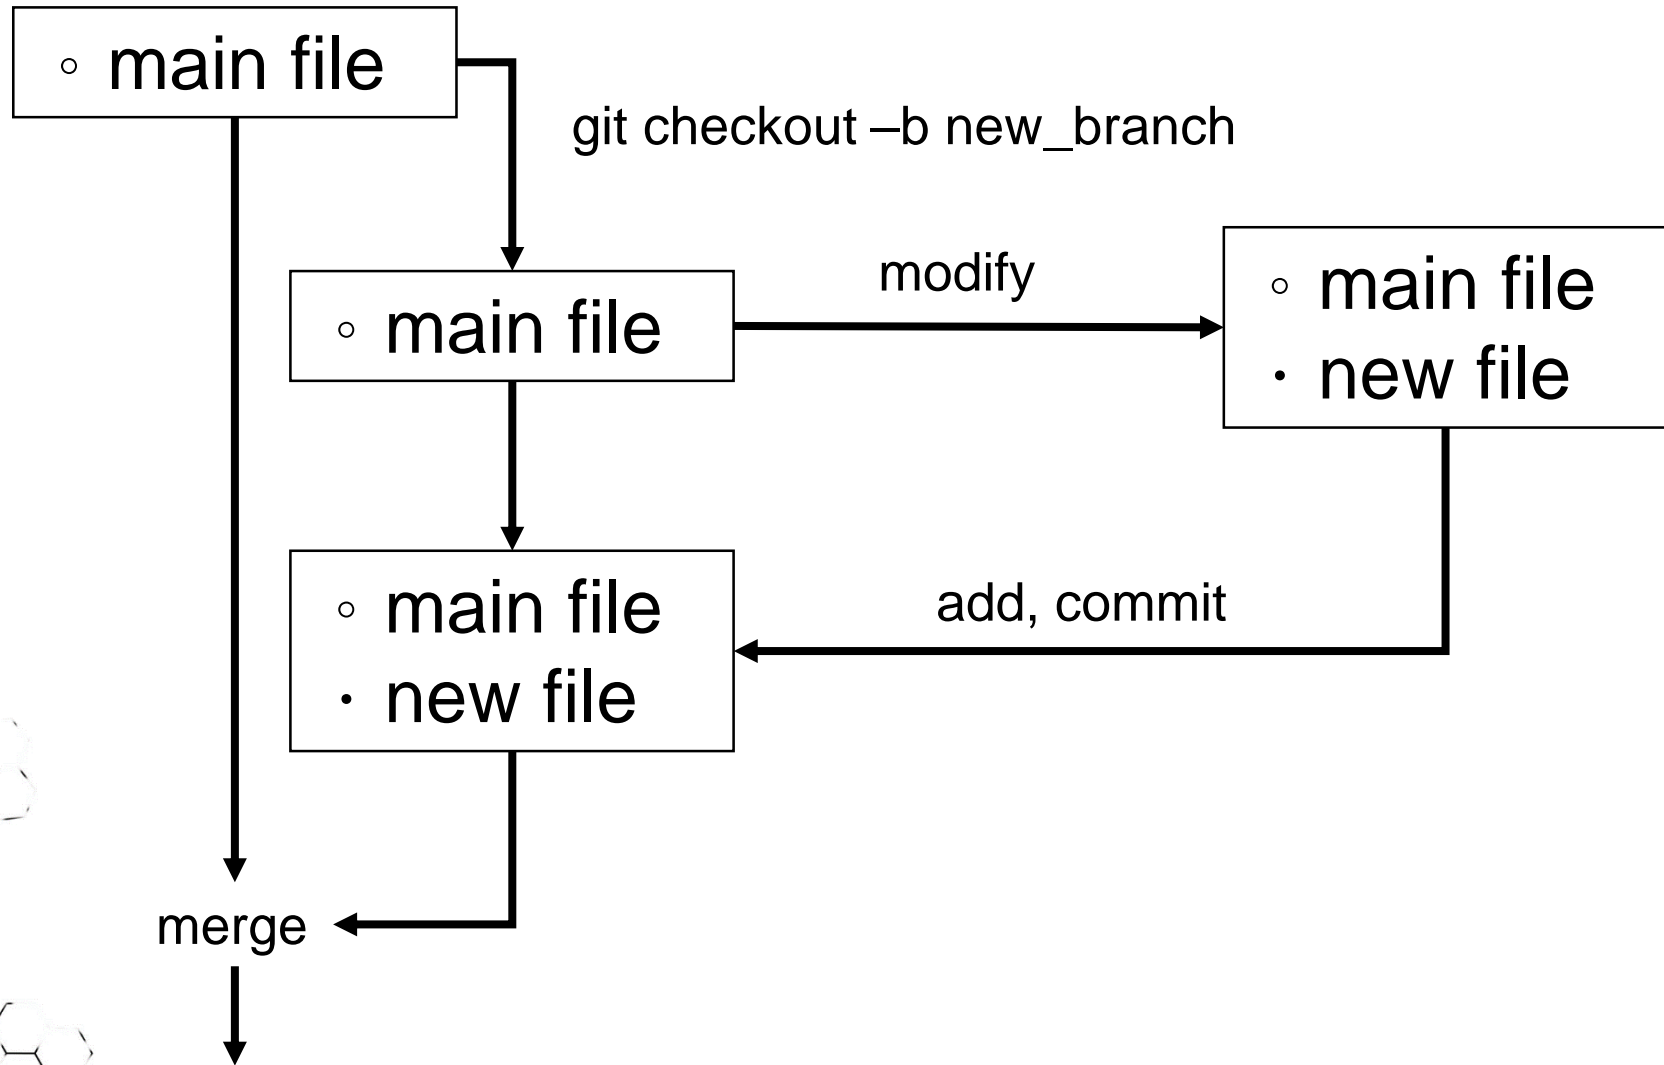 ◦ main file
git checkout –b new_branch
modify
◦ main file
◦ main file
• new file
◦ main file
• new file
add, commit
merge